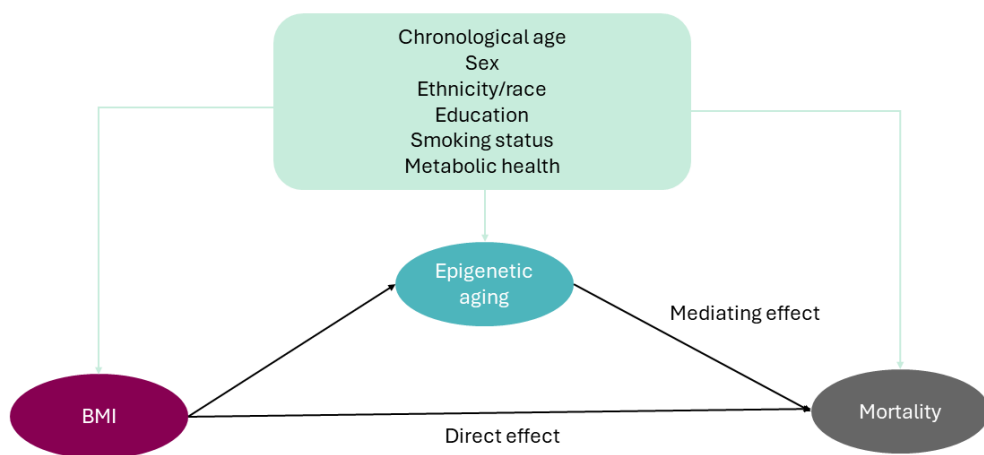 Chronological age
Sex
Ethnicity/race
Education
Smoking status
Metabolic health
Epigenetic
aging
Mediating effect
BMI
Mortality
Direct effect